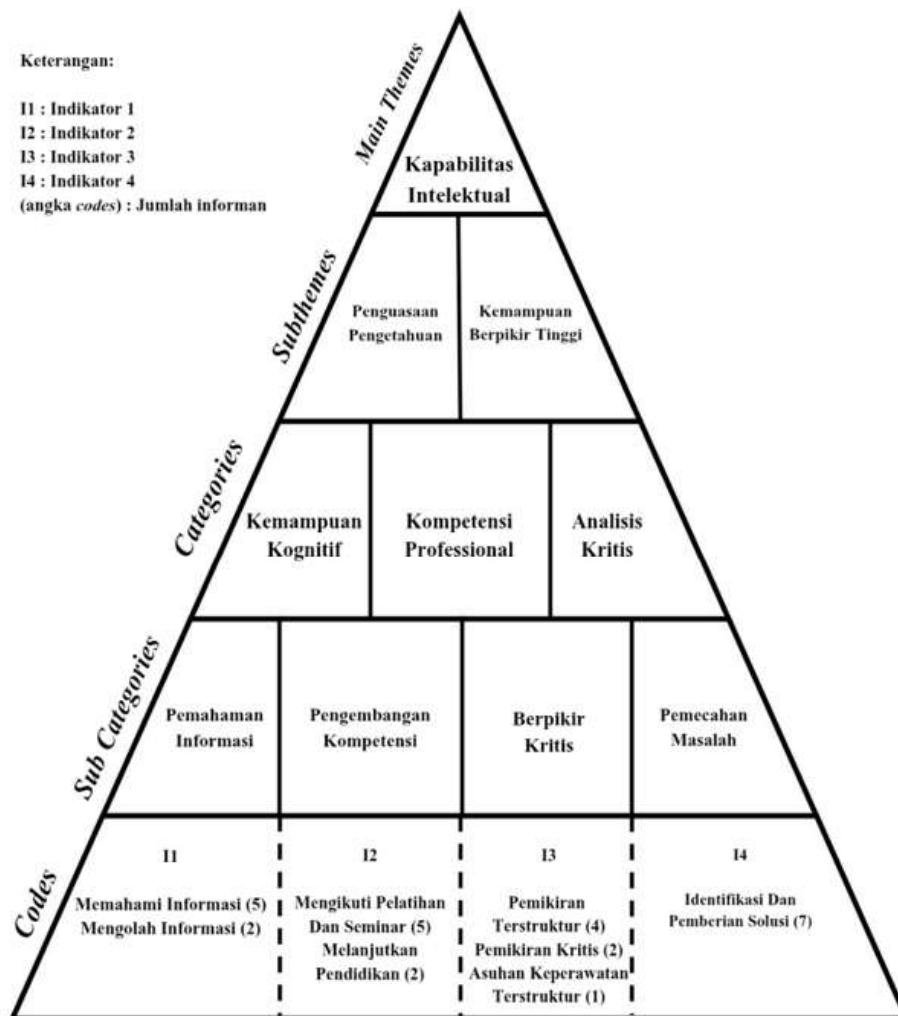 Keterangan:
I1 : Indikator 1
I2 : Indikator 2
I3 : Indikator 3
I4 : Indikator 4
(angka codes) : Jumlah informan
Main Themes
Kapabilitas
Intelektual
Subthemes
Penguasaan
Pengetahuan
Kemampuan
Berpikir Tinggi
Categories
Kemampuan
Kognitif
Kompetensi
Professional
Analisis
Kritis
Sub Categories
Pemahaman
Informasi
Pengembangan
Kompetensi
Berpikir
Kritis
Pemecahan
Masalah
Codes
I1
Memahami Informasi (5)
Mengolah Informasi (2)
I2
Mengikuti Pelatihan
Dan Seminar (5)
Melanjutkan
Pendidikan (2)
I3
Pemikiran
Terstruktur (4)
Pemikiran Kritis (2)
Asuhan Keperawatan
Terstruktur (1)
I4
Identifikasi Dan
Pemberian Solusi (7)